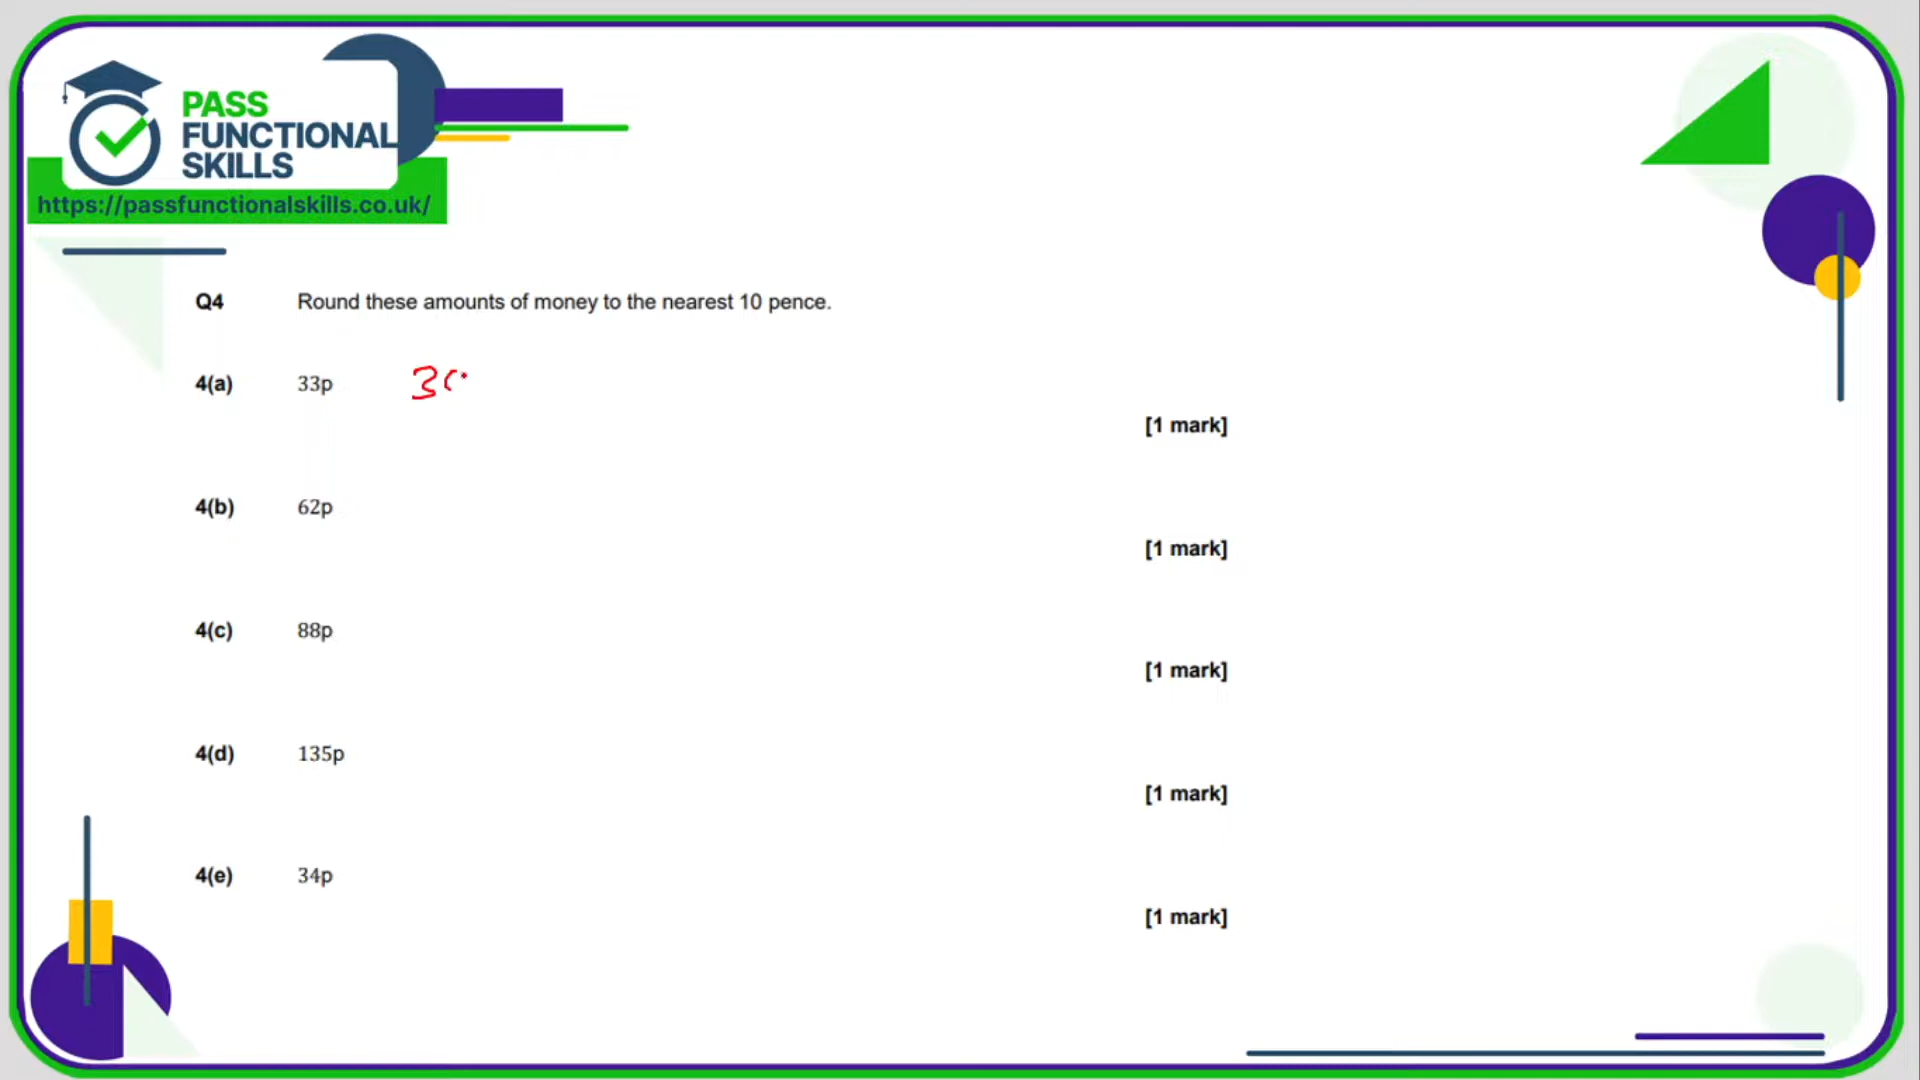 PASS
FUNCTIONAL
SKILLS
https://passfunctionalskills.co.uk/
Q4 Round these amounts of money to the nearest 10 pence.
4(a) 33p 30
[1 mark]
4(b) 62p
[1 mark]
4(c) 88p
[1 mark]
4(d) 135p
[1 mark]
4(e) 34p
[1 mark]